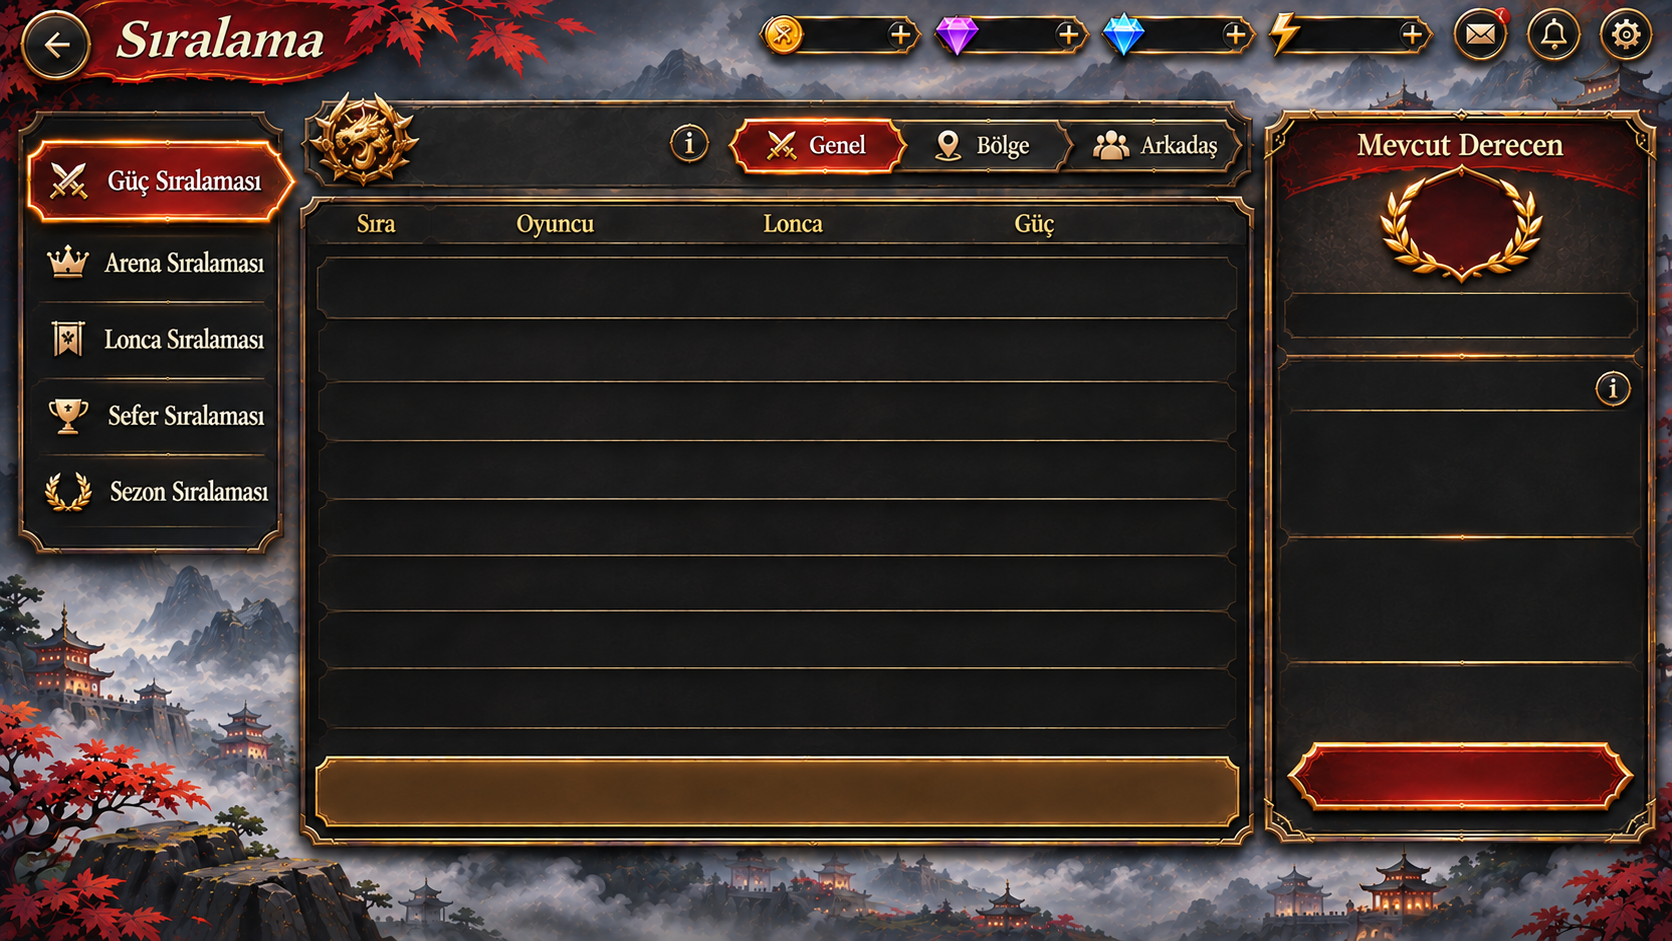 Sıralama
Güç Sıralaması
Arena Sıralaması
Lonca Sıralaması
Sefer Sıralaması
Sezon Sıralaması
i
Genel
Bölge
Arkadaş
Sıra Oyuncu Lonca Güç
Mevcut Derecen
i